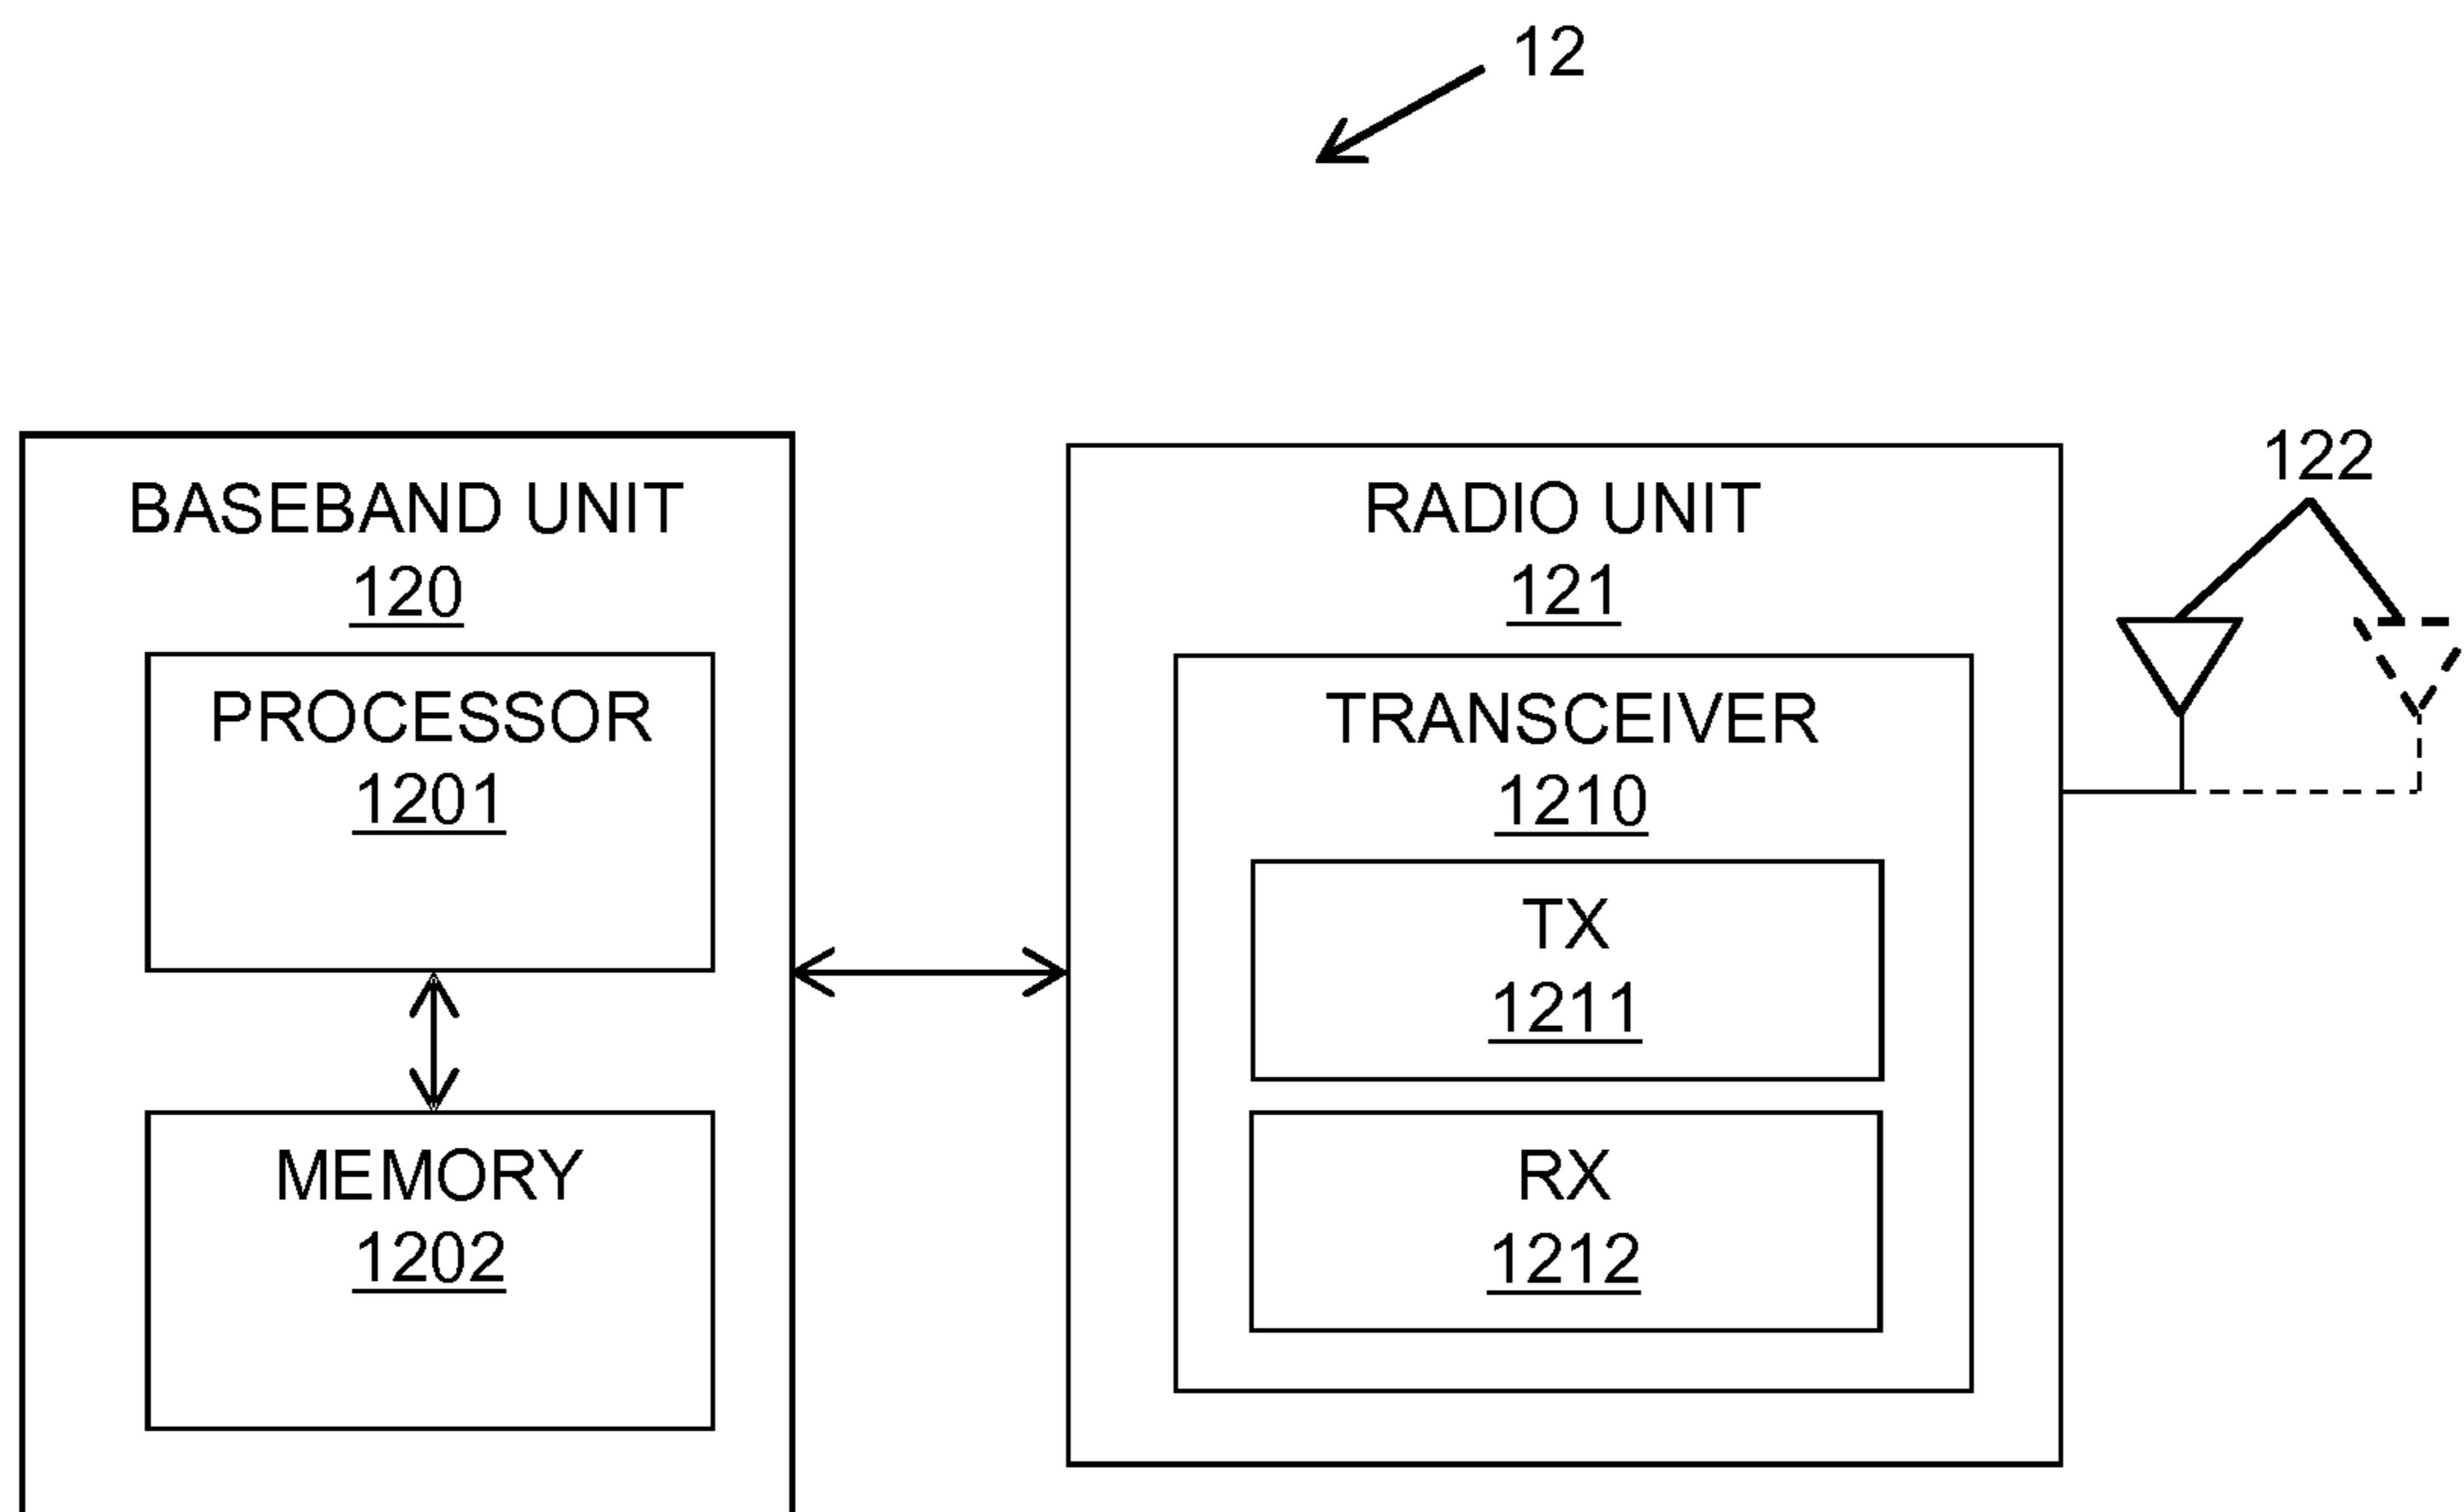 12
BASEBAND UNIT
120
PROCESSOR
1201
MEMORY
1202
RADIO UNIT
121
TRANSCEIVER
1210
TX
1211
RX
1212
122